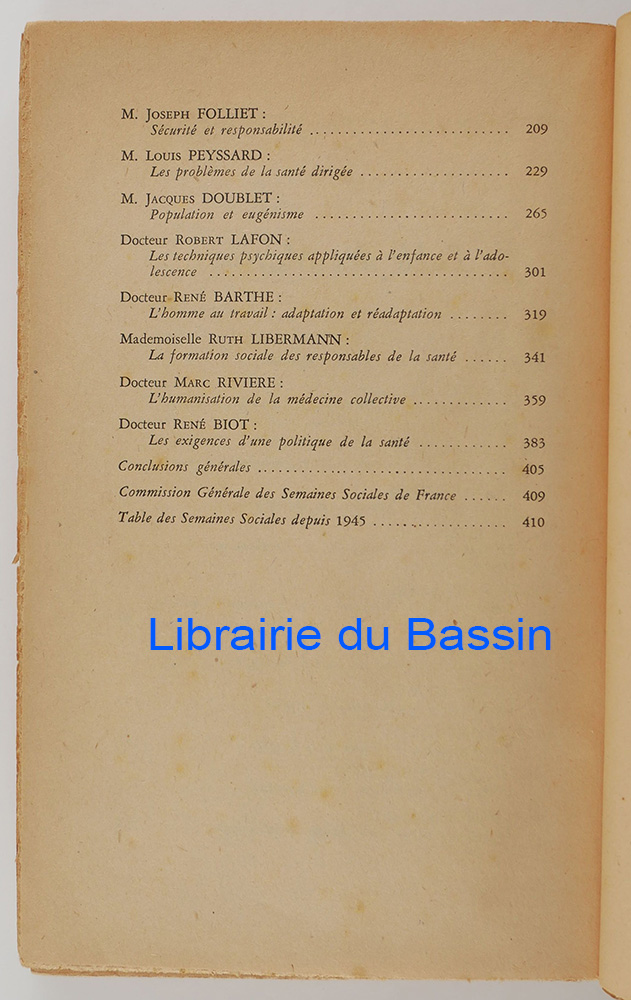 M. Joseph FOLLIET :
Sécurité et responsabilité ............................ 209
M. Louis PEYSSARD :
Les problèmes de la santé dirigée ..................... 229
M. Jacques DOUBLET :
Population et eugénisme ........................... 265
Docteur Robert LAFON :
Les techniques psychiques appliquées à l'enfance et à l'ado-
lescence ......................................... 301
Docteur René BARTHE :
L'homme au travail : adaptation et réadaptation ........ 319
Mademoiselle Ruth LIBERMANN :
La formation sociale des responsables de la santé ...... 341
Docteur Marc RIVIERE :
L'humanisation de la médecine collective ............. 359
Docteur René BIOT :
Les exigences d'une politique de la santé ............ 383
Conclusions générales .................................. 405
Commission Générale des Semaines Sociales de France ...... 409
Table des Semaines Sociales depuis 1945 ................... 410
Librairie du Bassin